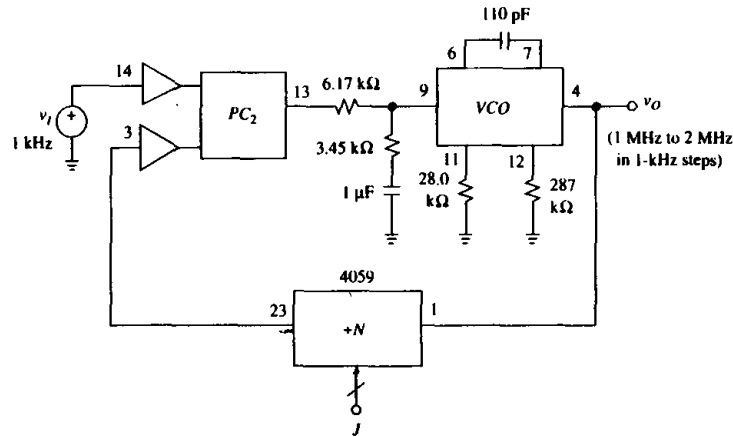 110 pF
6
7
14
13
6.17 kΩ
9
VCO
4
vO
PC2
vI
+
1 kHz
3
3.45 kΩ
(1 MHz to 2 MHz
in 1-kHz steps)
11
12
1 μF
28.0
kΩ
287
kΩ
4059
23
+N
1
J